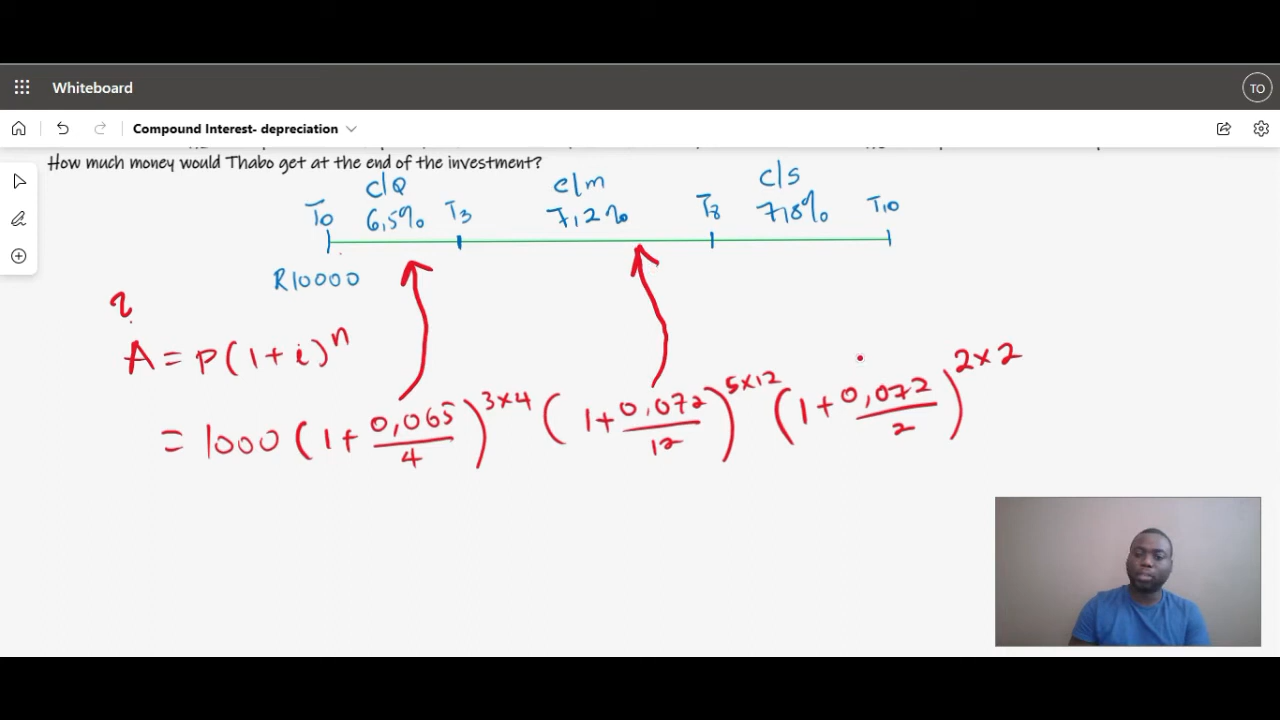 Whiteboard
TO
Compound Interest- depreciation
How much money would Thabo get at the end of the investment?
C/Q C/m C/S
T0 6,5% T3 7,2% T8 7,8% T10
R10000
?
A = P(1+i)^n
= 1000 (1+ 0,065/4)^3×4 (1+ 0,072/12)^5×12 (1+ 0,072/2)^2×2